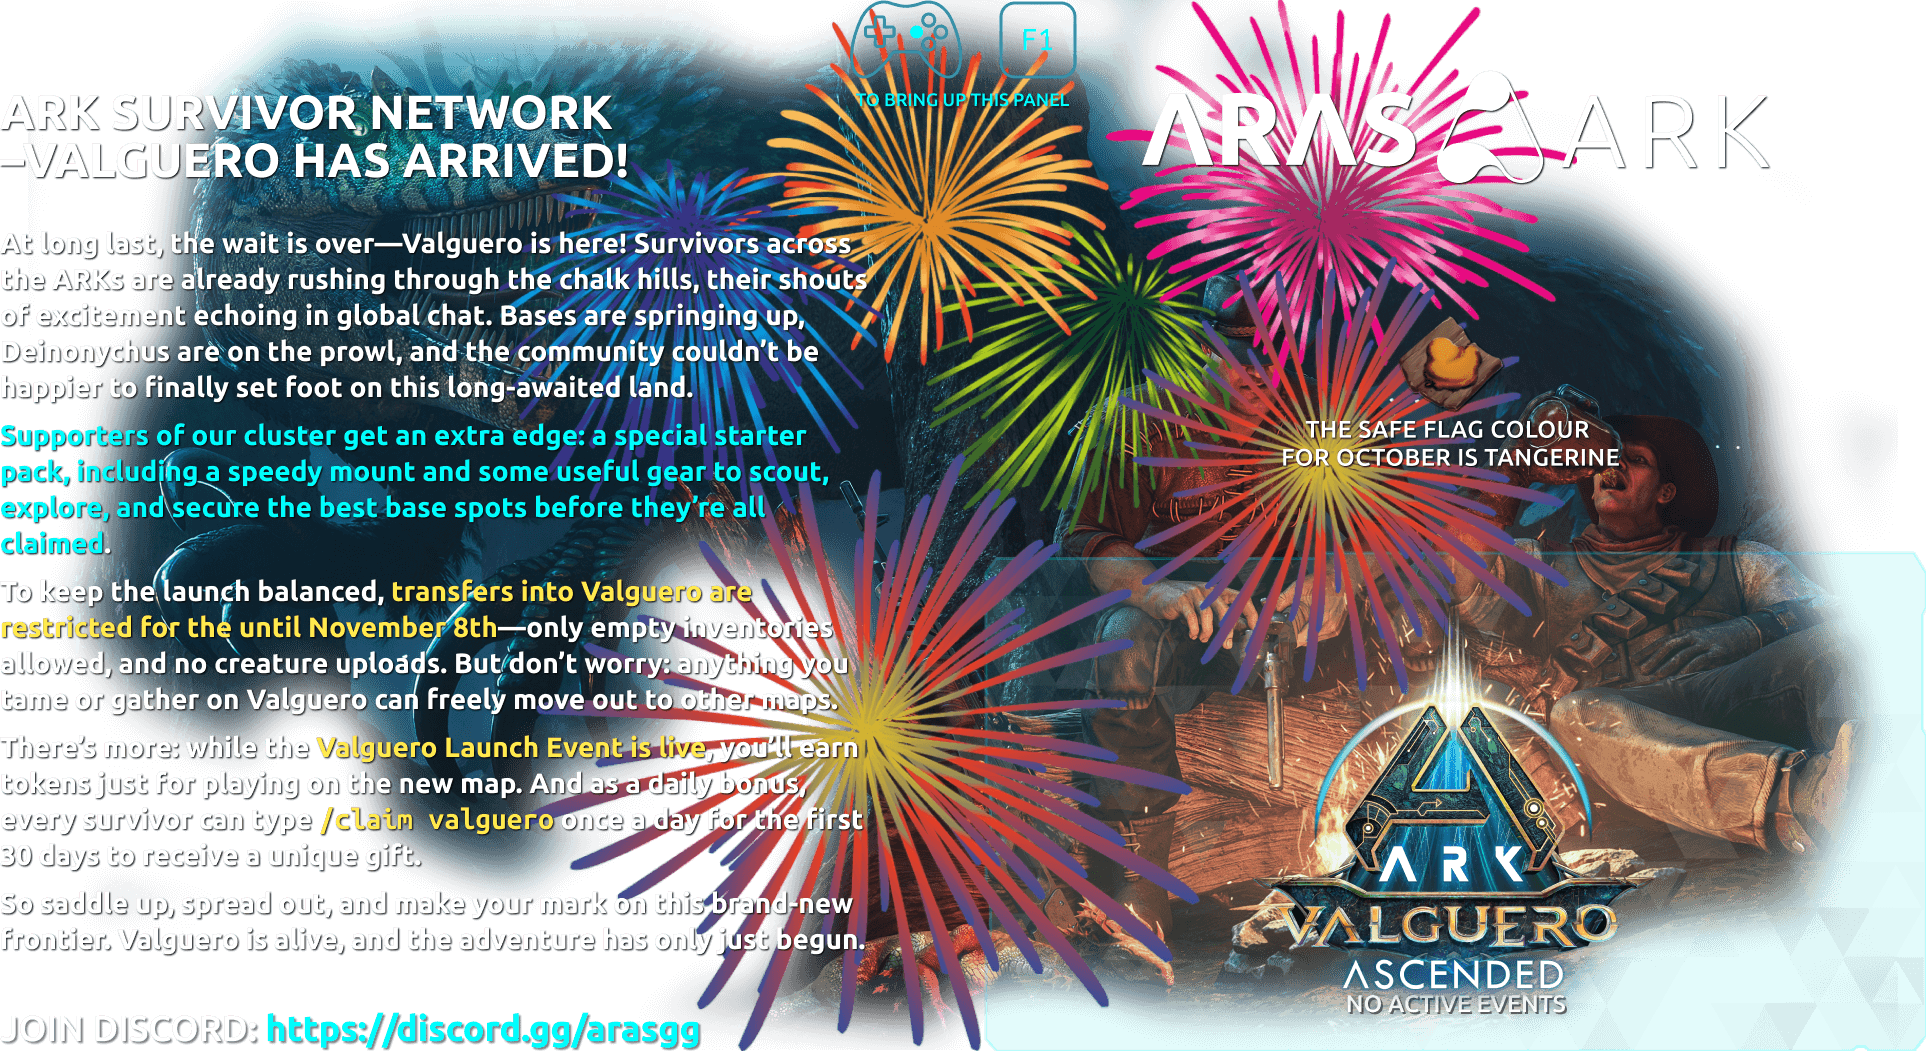 F1
TO BRING UP THIS PANEL
ARAS ARK
ARK SURVIVOR NETWORK
–VALGUERO HAS ARRIVED!
At long last, the wait is over—Valguero is here! Survivors across
the ARKs are already rushing through the chalk hills, their shouts
of excitement echoing in global chat. Bases are springing up,
Deinonychus are on the prowl, and the community couldn't be
happier to finally set foot on this long-awaited land.
Supporters of our cluster get an extra edge: a special starter
pack, including a speedy mount and some useful gear to scout,
explore, and secure the best base spots before they're all
claimed.
To keep the launch balanced, transfers into Valguero are
restricted for the until November 8th—only empty inventories
allowed, and no creature uploads. But don't worry: anything you
tame or gather on Valguero can freely move out to other maps.
There's more: while the Valguero Launch Event is live, you'll earn
tokens just for playing on the new map. And as a daily bonus,
every survivor can type /claim valguero once a day for the first
30 days to receive a unique gift.
So saddle up, spread out, and make your mark on this brand-new
frontier. Valguero is alive, and the adventure has only just begun.
JOIN DISCORD: https://discord.gg/arasgg
THE SAFE FLAG COLOUR
FOR OCTOBER IS TANGERINE
ARK
VALGUERO
ASCENDED
NO ACTIVE EVENTS